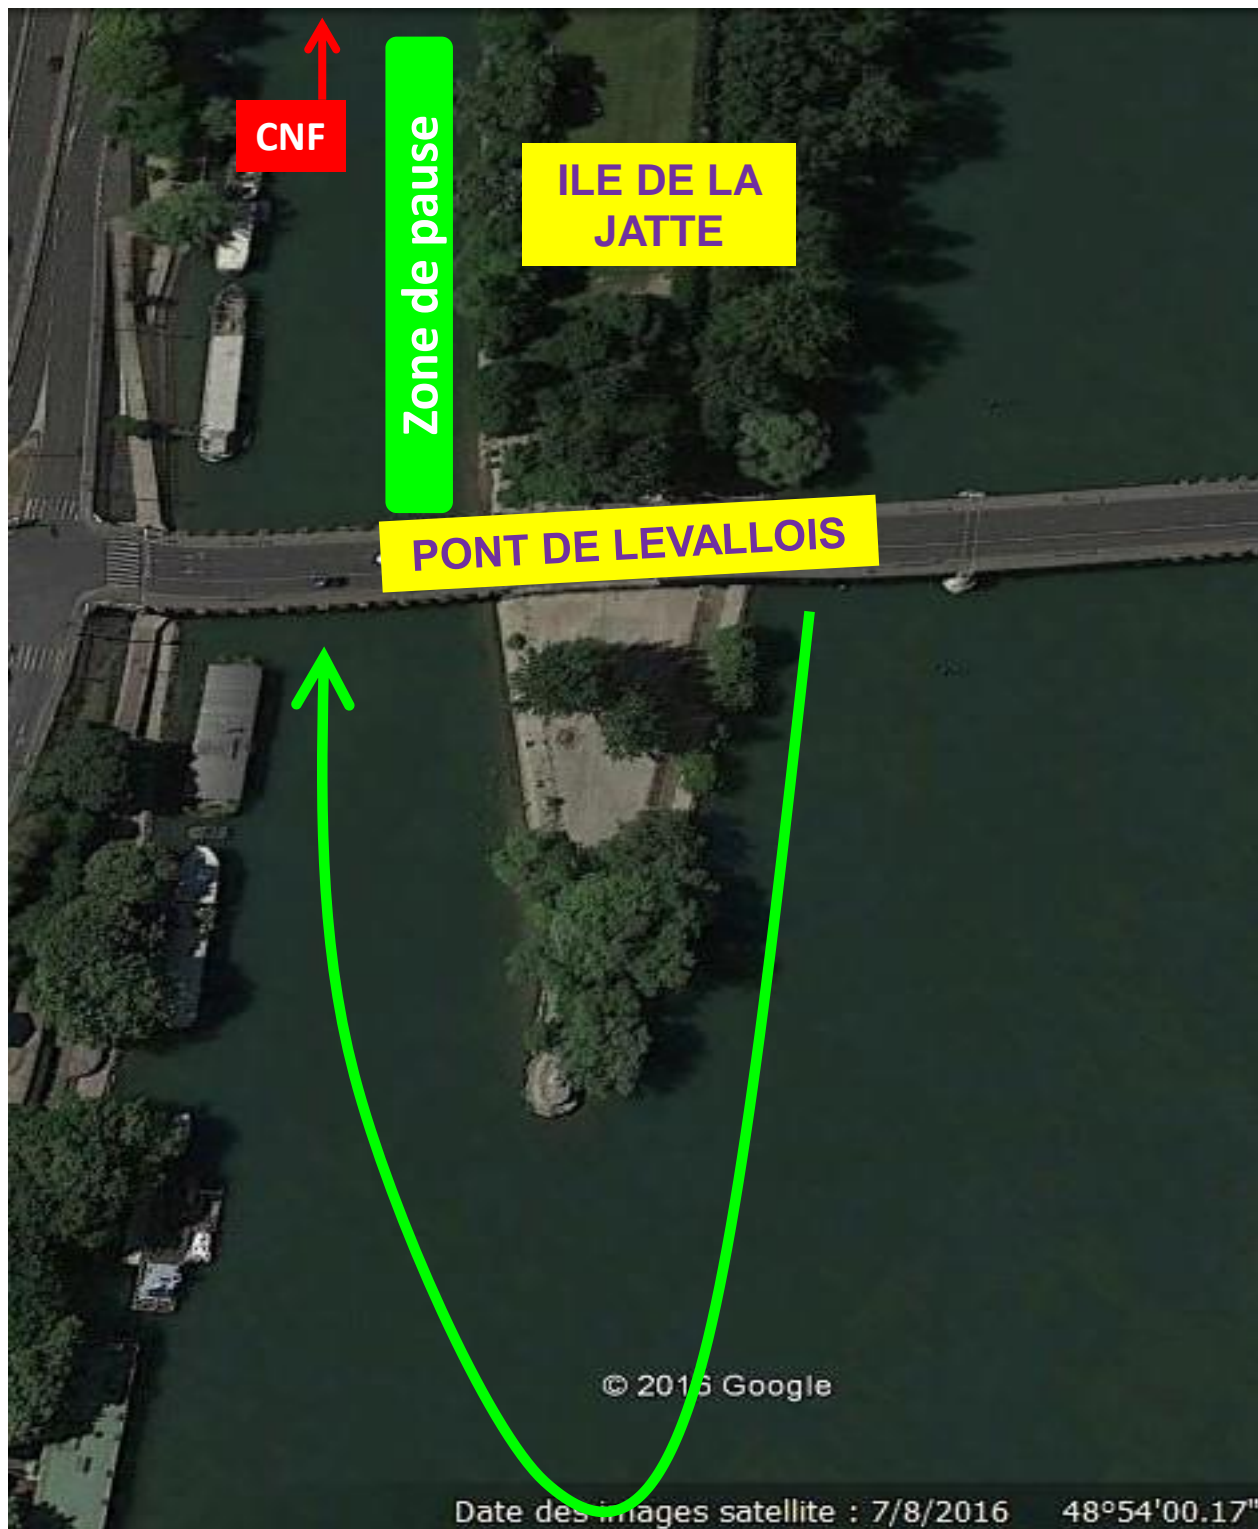 CNF
Zone de pause
ILE DE LA
JATTE
PONT DE LEVALLOIS
© 2016 Google
Date des images satellite : 7/8/2016 48°54'00.17"